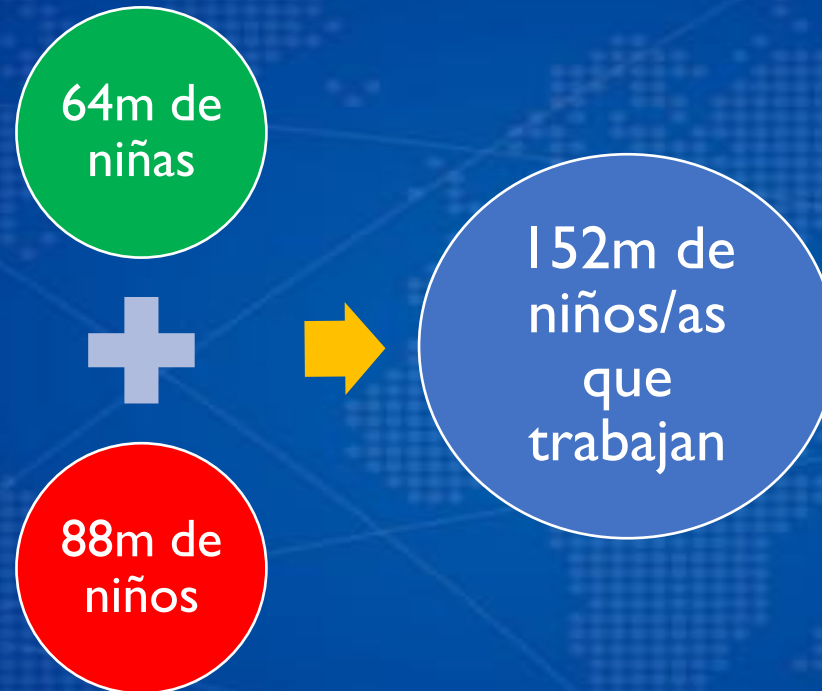 64m de
niñas
88m de
niños
152m de
niños/as
que
trabajan